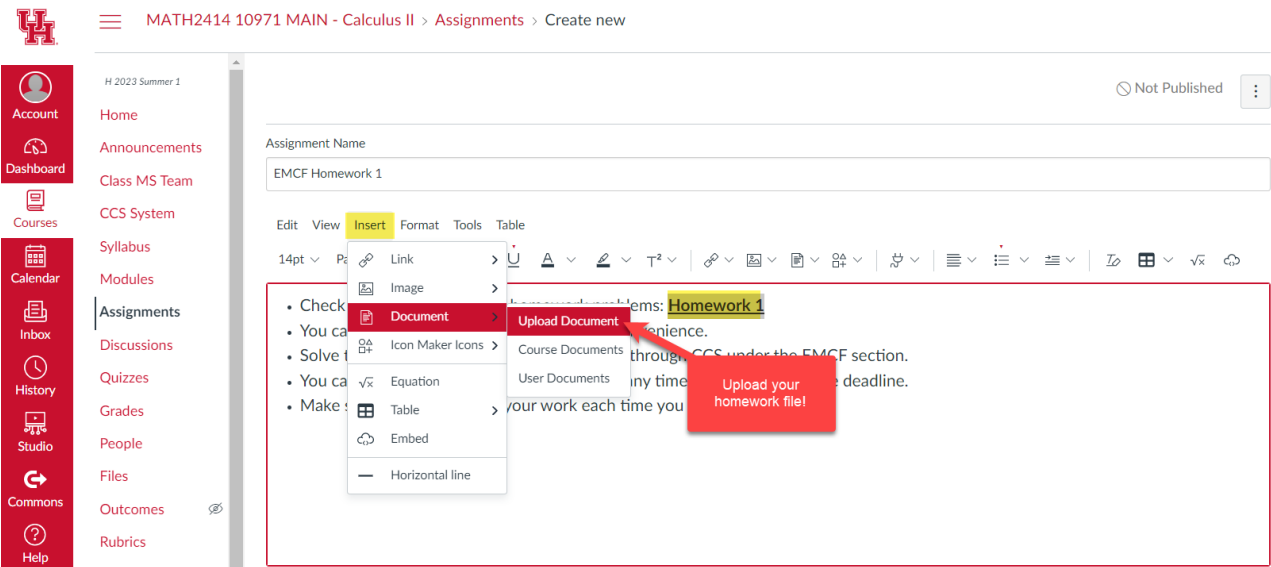 UH
MATH2414 10971 MAIN - Calculus II > Assignments > Create new
Account
Dashboard
Courses
Calendar
Inbox
History
Studio
Commons
Help
H 2023 Summer 1
Home
Announcements
Class MS Team
CCS System
Syllabus
Modules
Assignments
Discussions
Quizzes
Grades
People
Files
Outcomes
Rubrics
Not Published
Assignment Name
EMCF Homework 1
Edit View Insert Format Tools Table
14pt Pa U A T² √x
Link
Image
Document
Icon Maker Icons
√x Equation
Table
Embed
Horizontal line
Upload Document
Course Documents
User Documents
• Check homework problems: Homework 1
• You ca enience.
• Solve t through CCS under the EMCF section.
• You ca any time e deadline.
• Make s your work each time you
Upload your
homework file!